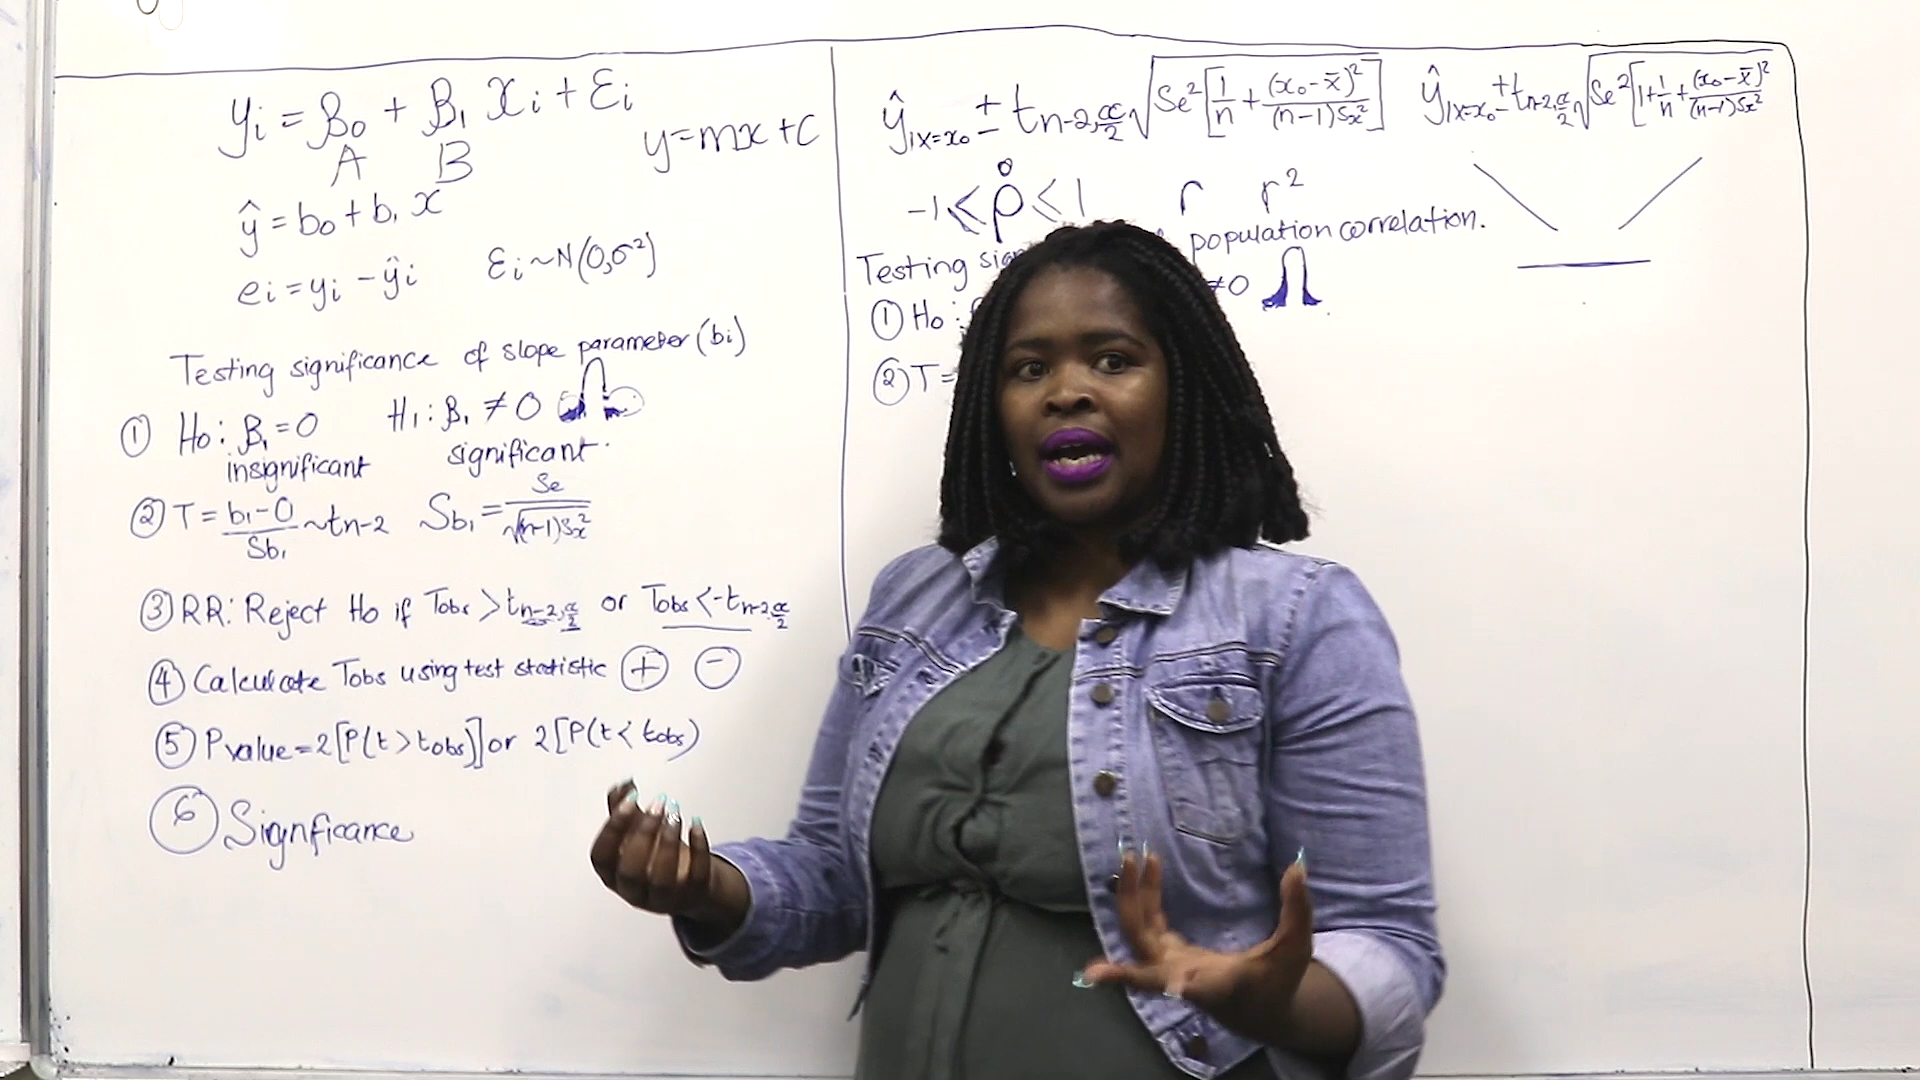 yi = β0 + β1 xi + εi
A B
y=mx+c
ŷ = b0 + b1 x
ei = yi - ŷi
εi ~ N(0,σ²)
Testing significance of slope parameter (bi)
① Ho: β1 = 0 H1: β1 ≠ 0
insignificant significant.
② T = (b1-0)/Sb1 ~ tn-2 Sb1 = Se/√(n-1)Sx²
③ RR: Reject Ho if Tobs > tn-2,α/2 or Tobs < -tn-2,α/2
④ Calculate Tobs using test statistic + -
⑤ Pvalue = 2[P(t > tobs)] or 2[P(t < tobs)
⑥ Signficance
ŷ|x=x0 ± tn-2,α/2 √Se²[1/n + (x0-x̄)²/(n-1)Sx²]
ŷ|x=x0 ± tn-2,α/2 √Se²[1+1/n+(x0-x̄)²/(n-1)Sx²
0
-1 < ρ < 1 r r²
Testing population correlation.
① Ho: ≠0
② T=